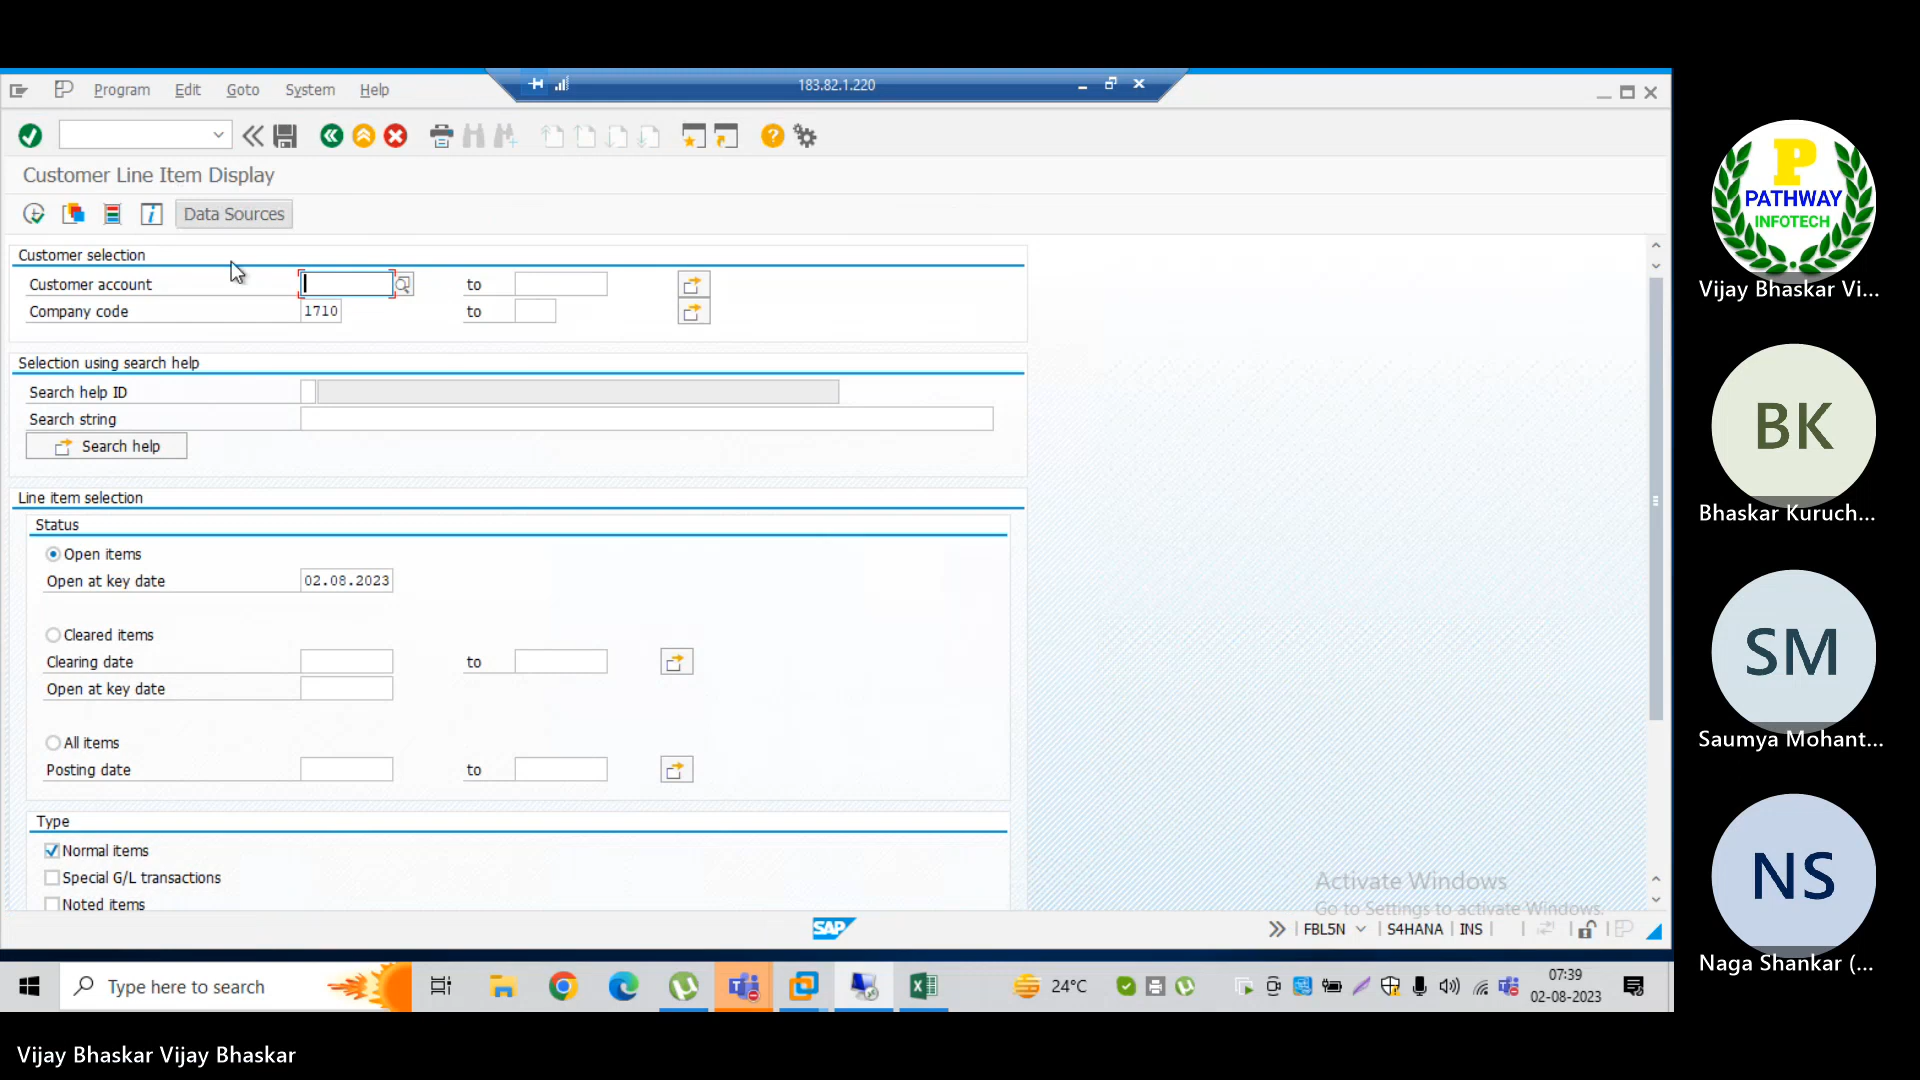 183.82.1.220
Program Edit Goto System Help
Customer Line Item Display
Data Sources
Customer selection
Customer account to
Company code 1710 to
Selection using search help
Search help ID
Search string
Search help
Line item selection
Status
Open items
Open at key date 02.08.2023
Cleared items
Clearing date to
Open at key date
All items
Posting date to
Type
Normal items
Special G/L transactions
Noted items
Activate Windows
Go to Settings to activate Windows.
SAP
FBL5N S4HANA INS
Type here to search
24°C
07:39
02-08-2023
P
PATHWAY
INFOTECH
Vijay Bhaskar Vi...
BK
Bhaskar Kuruch...
SM
Saumya Mohant...
NS
Naga Shankar (...
Vijay Bhaskar Vijay Bhaskar